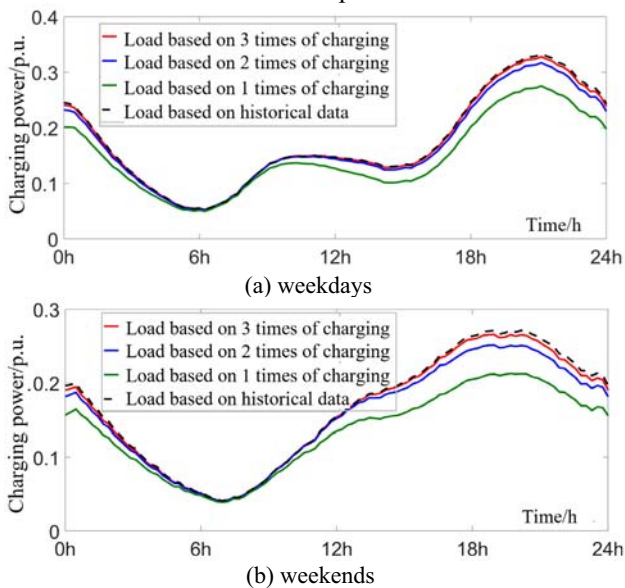 0.4
Load based on 3 times of charging
0.3
Load based on 2 times of charging
Load based on 1 times of charging
0.2
Load based on historical data
0.1
Charging power/p.u.
Time/h
0
0h 6h 12h 18h 24h
(a) weekdays
0.3
Load based on 3 times of charging
Load based on 2 times of charging
0.2
Load based on 1 times of charging
Load based on historical data
0.1
Charging power/p.u.
Time/h
0
0h 6h 12h 18h 24h
(b) weekends